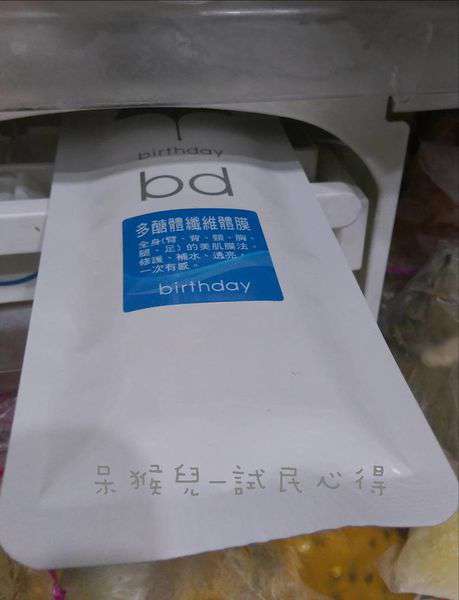 birthday
bd
多醣體纖維體膜
全身(臂、背、頸、胸、
腿、足)的美肌膜法。
修護、補水、透亮,
一次有感。
birthday
呆猴兒—試民心得